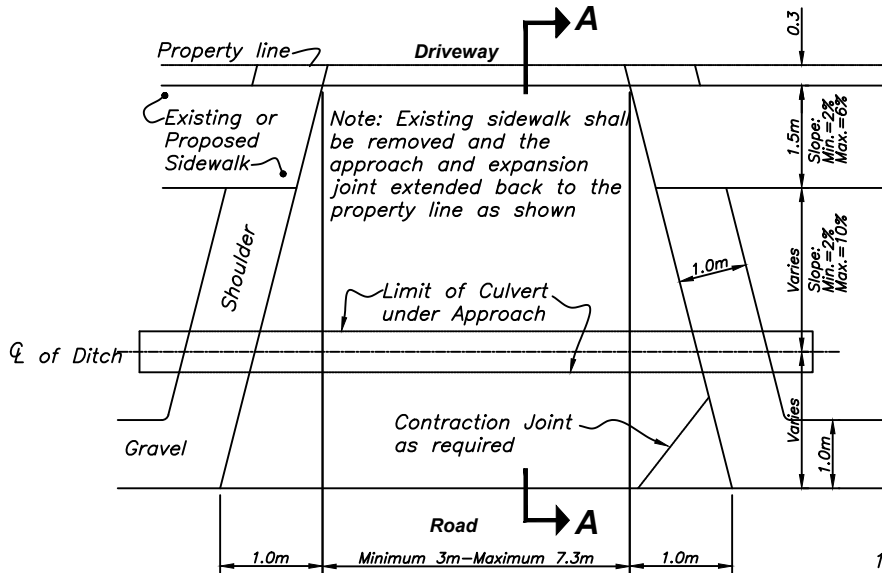 A
0.3
Property line
Driveway
Existing or
Proposed
Sidewalk
Note: Existing sidewalk shall
be removed and the
approach and expansion
joint extended back to the
property line as shown
1.5m
Slope:
Min.=2%
Max.=6%
Shoulder
1.0m
Varies
Slope:
Min.=2%
Max.=10%
Limit of Culvert
under Approach
℄ of Ditch
Contraction Joint
as required
Gravel
Varies
1.0m
Road
A
1.0m
Minimum 3m-Maximum 7.3m
1.0m
1